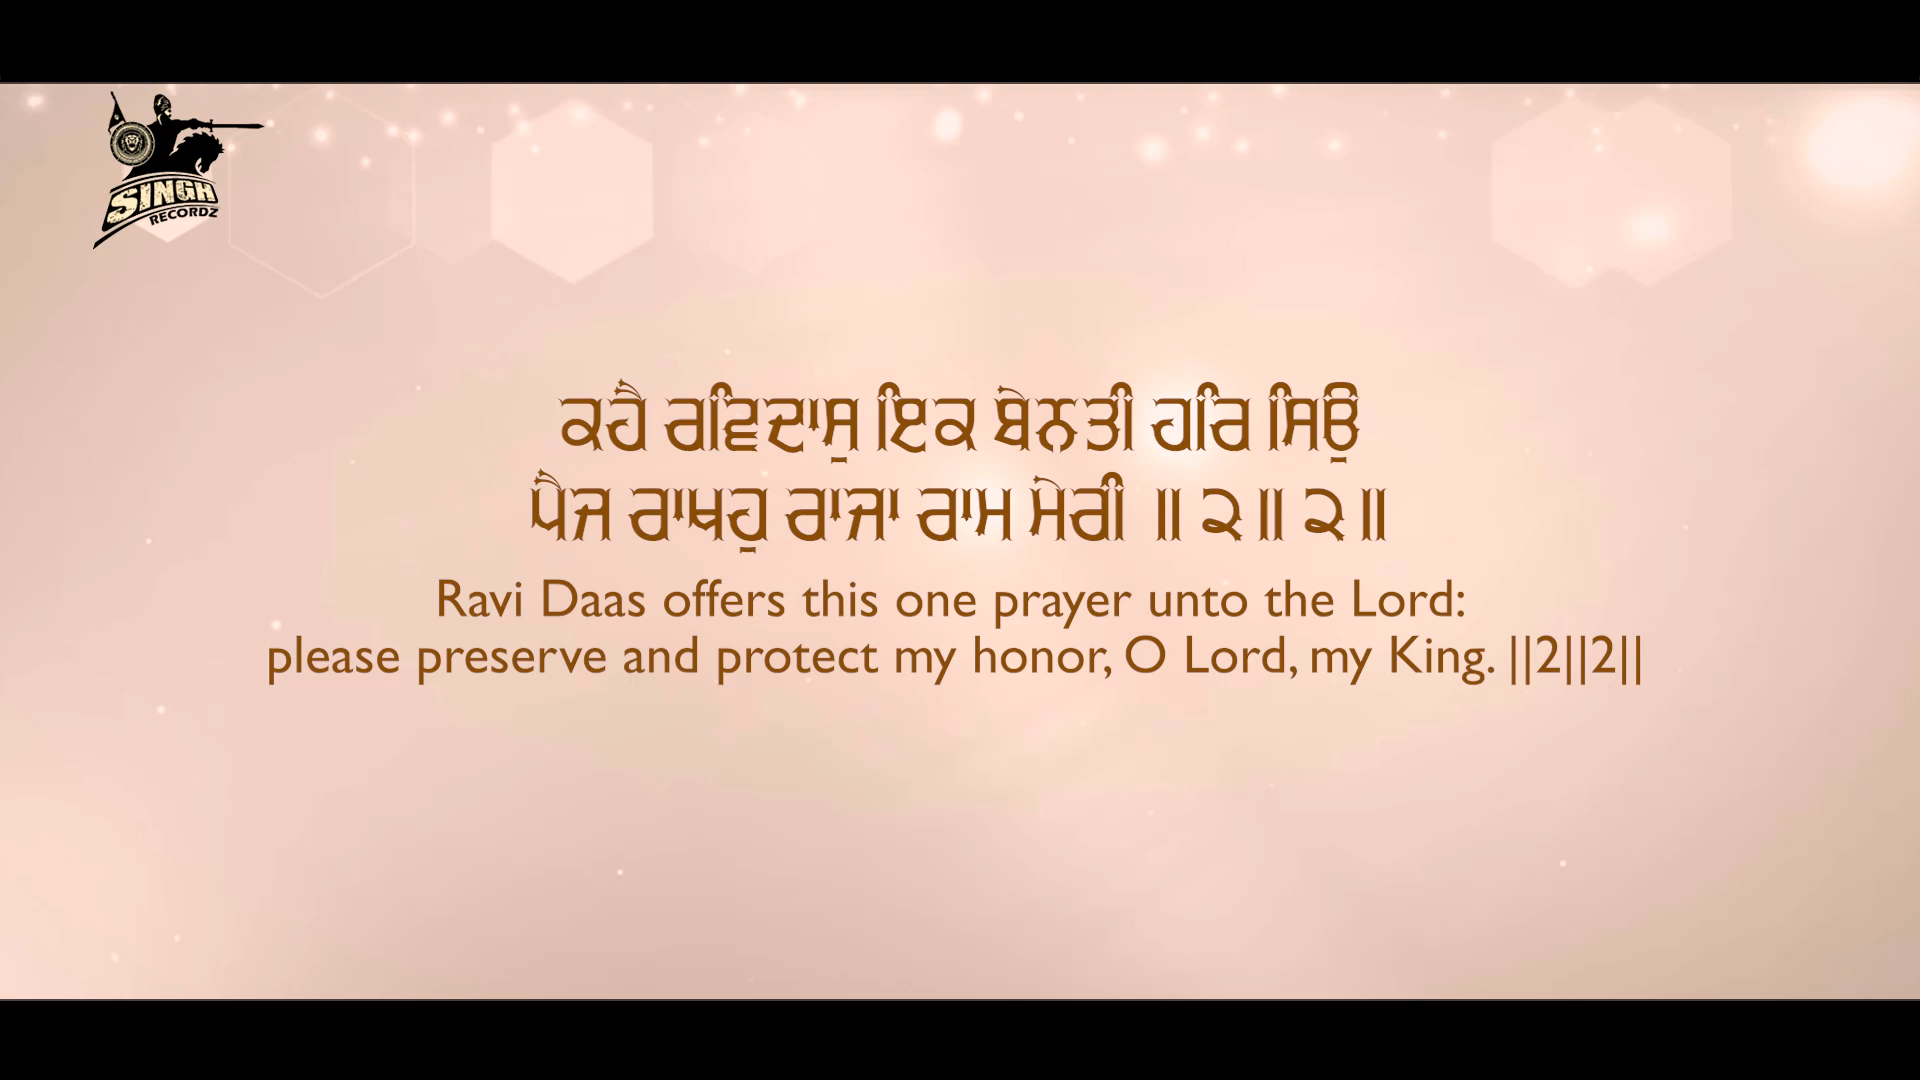 SINGH
RECORDZ
ਕਹੈ ਰਵਿਦਾਸੁ ਇਕ ਬੇਨਤੀ ਹਰਿ ਸਿਉ
ਪੈਜ ਰਾਖਹੁ ਰਾਜਾ ਰਾਮ ਮੇਰੀ ॥੨॥੨॥
Ravi Daas offers this one prayer unto the Lord:
please preserve and protect my honor, O Lord, my King. ||2||2||